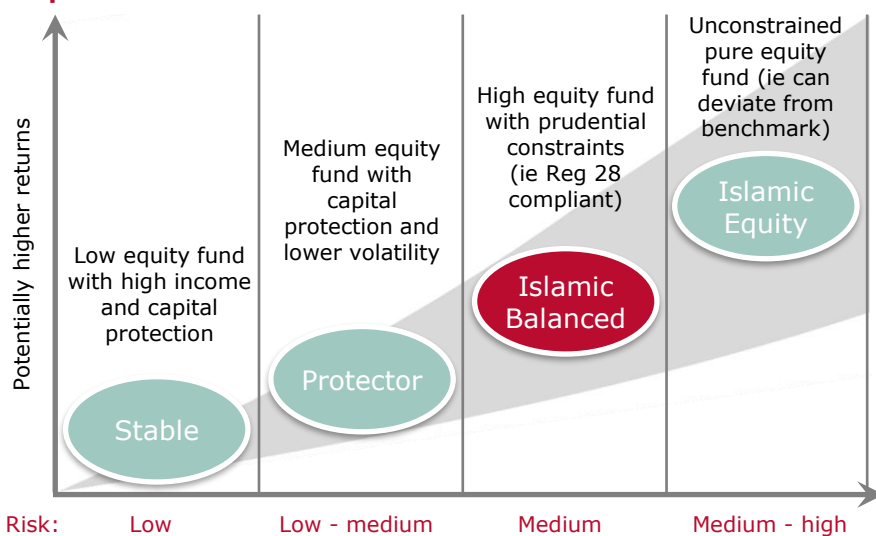 Unconstrained
pure equity
fund (ie can
deviate from
benchmark)
High equity fund
with prudential
constraints
(ie Reg 28
compliant)
Medium equity
fund with
capital
protection and
lower volatility
Low equity fund
with high income
and capital
protection
Potentially higher returns
Islamic
Equity
Islamic
Balanced
Protector
Stable
Risk: Low Low - medium Medium Medium - high